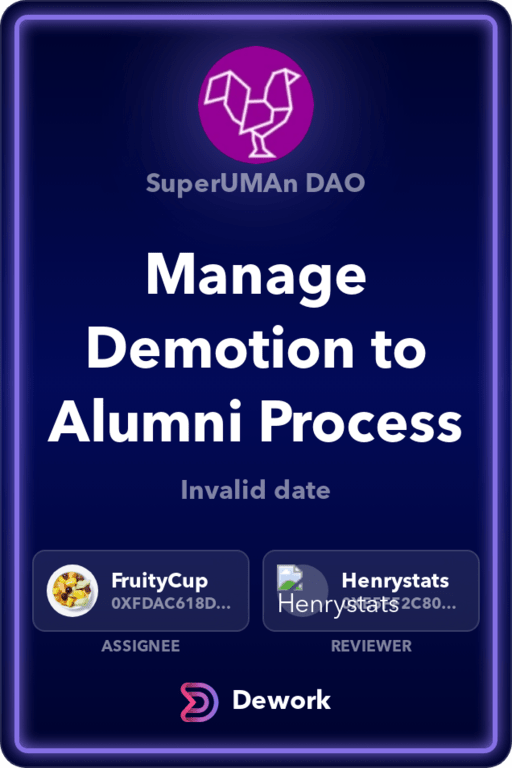 SuperUMAn DAO
Manage
Demotion to
Alumni Process
Invalid date
FruityCup
0XFDAC618D...
Henrystats
Henrystats
ASSIGNEE
REVIEWER
Dework